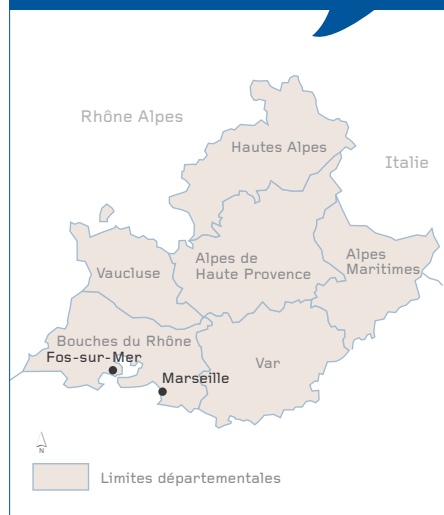 Rhône Alpes
Hautes Alpes
Italie
Alpes de
Haute Provence
Alpes
Maritimes
Vaucluse
Bouches du Rhône
Fos-sur-Mer
Var
Marseille
N
Limites départementales